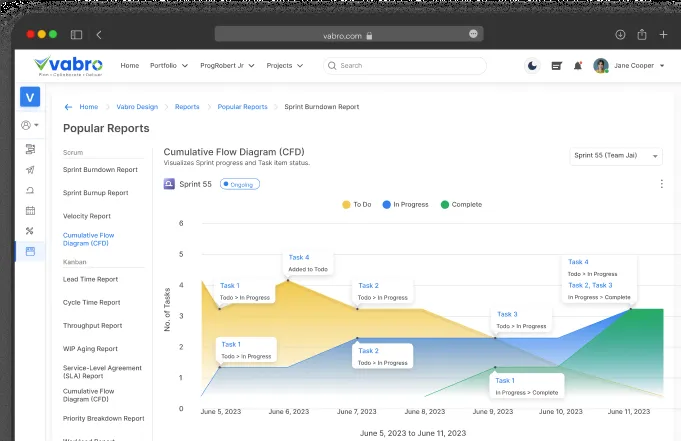 vabro.com
vabro
Plan • Collaborate • Deliver
Home
Portfolio
ProgRobert Jr
Projects
Search
Jane Cooper
V
Home
Vabro Design
Reports
Popular Reports
Sprint Burndown Report
Popular Reports
Scrum
Sprint Burndown Report
Sprint Burnup Report
Velocity Report
Cumulative Flow
Diagram (CFD)
Kanban
Lead Time Report
Cycle Time Report
Throughput Report
WIP Aging Report
Service-Level Agreement
(SLA) Report
Cumulative Flow
Diagram (CFD)
Priority Breakdown Report
Workload Report
Cumulative Flow Diagram (CFD)
Visualizes Sprint progress and Task item status.
Sprint 55 (Team Jai)
Sprint 55
Ongoing
To Do
In Progress
Complete
No. of Tasks
6
5
4
3
2
1
0
Task 1
Todo > In Progress
Task 4
Added to Todo
Task 2
Todo > In Progress
Task 3
Todo > In Progress
Task 4
Todo > In Progress
Task 2, Task 3
In Progress > Complete
Task 1
Todo > In Progress
Task 2
Todo > In Progress
Task 1
In Progress > Complete
June 5, 2023
June 6, 2023
June 7, 2023
June 8, 2023
June 9, 2023
June 10, 2023
June 11, 2023
June 5, 2023 to June 11, 2023